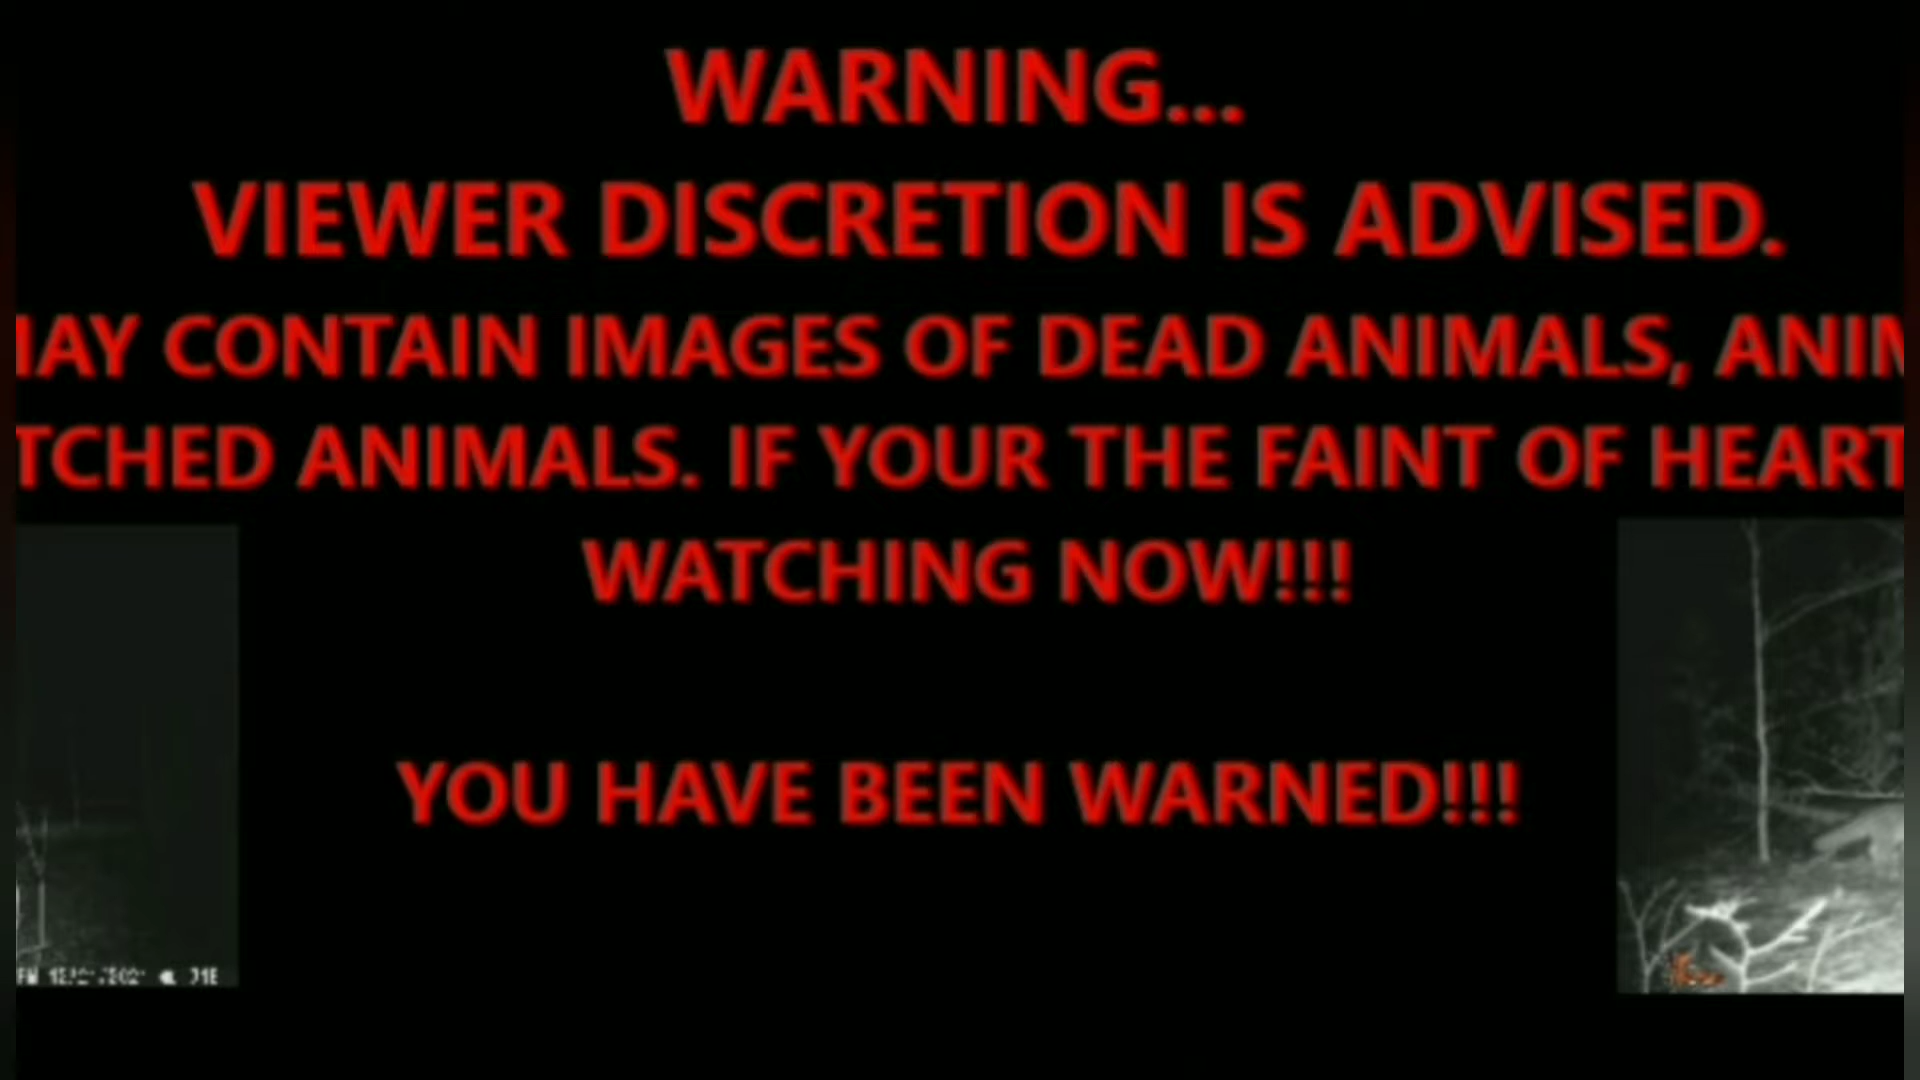 WARNING...
VIEWER DISCRETION IS ADVISED.
MAY CONTAIN IMAGES OF DEAD ANIMALS, ANIM
TCHED ANIMALS. IF YOUR THE FAINT OF HEART
WATCHING NOW!!!
YOU HAVE BEEN WARNED!!!